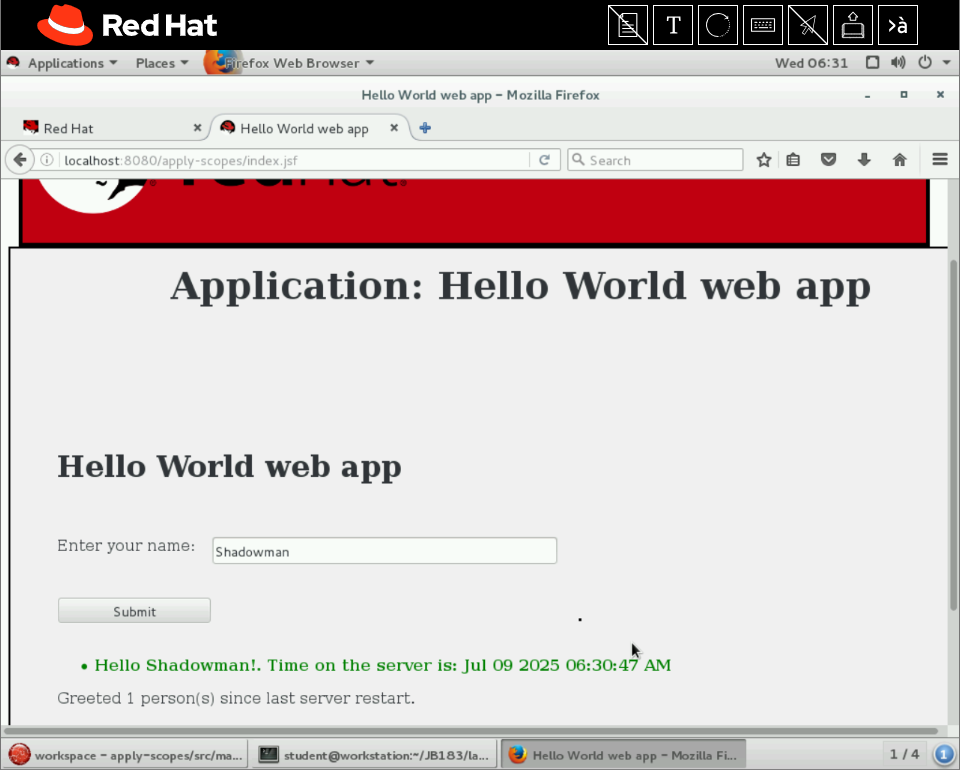 Red Hat
T
>à
Applications Places Firefox Web Browser Wed 06:31
Hello World web app - Mozilla Firefox
Red Hat Hello World web app
localhost:8080/apply-scopes/index.jsf Search
Application: Hello World web app
Hello World web app
Enter your name: Shadowman
Submit
• Hello Shadowman!. Time on the server is: Jul 09 2025 06:30:47 AM
Greeted 1 person(s) since last server restart.
workspace - apply-scopes/src/ma... student@workstation:~/JB183/la... Hello World web app - Mozilla Fi... 1 / 4 1